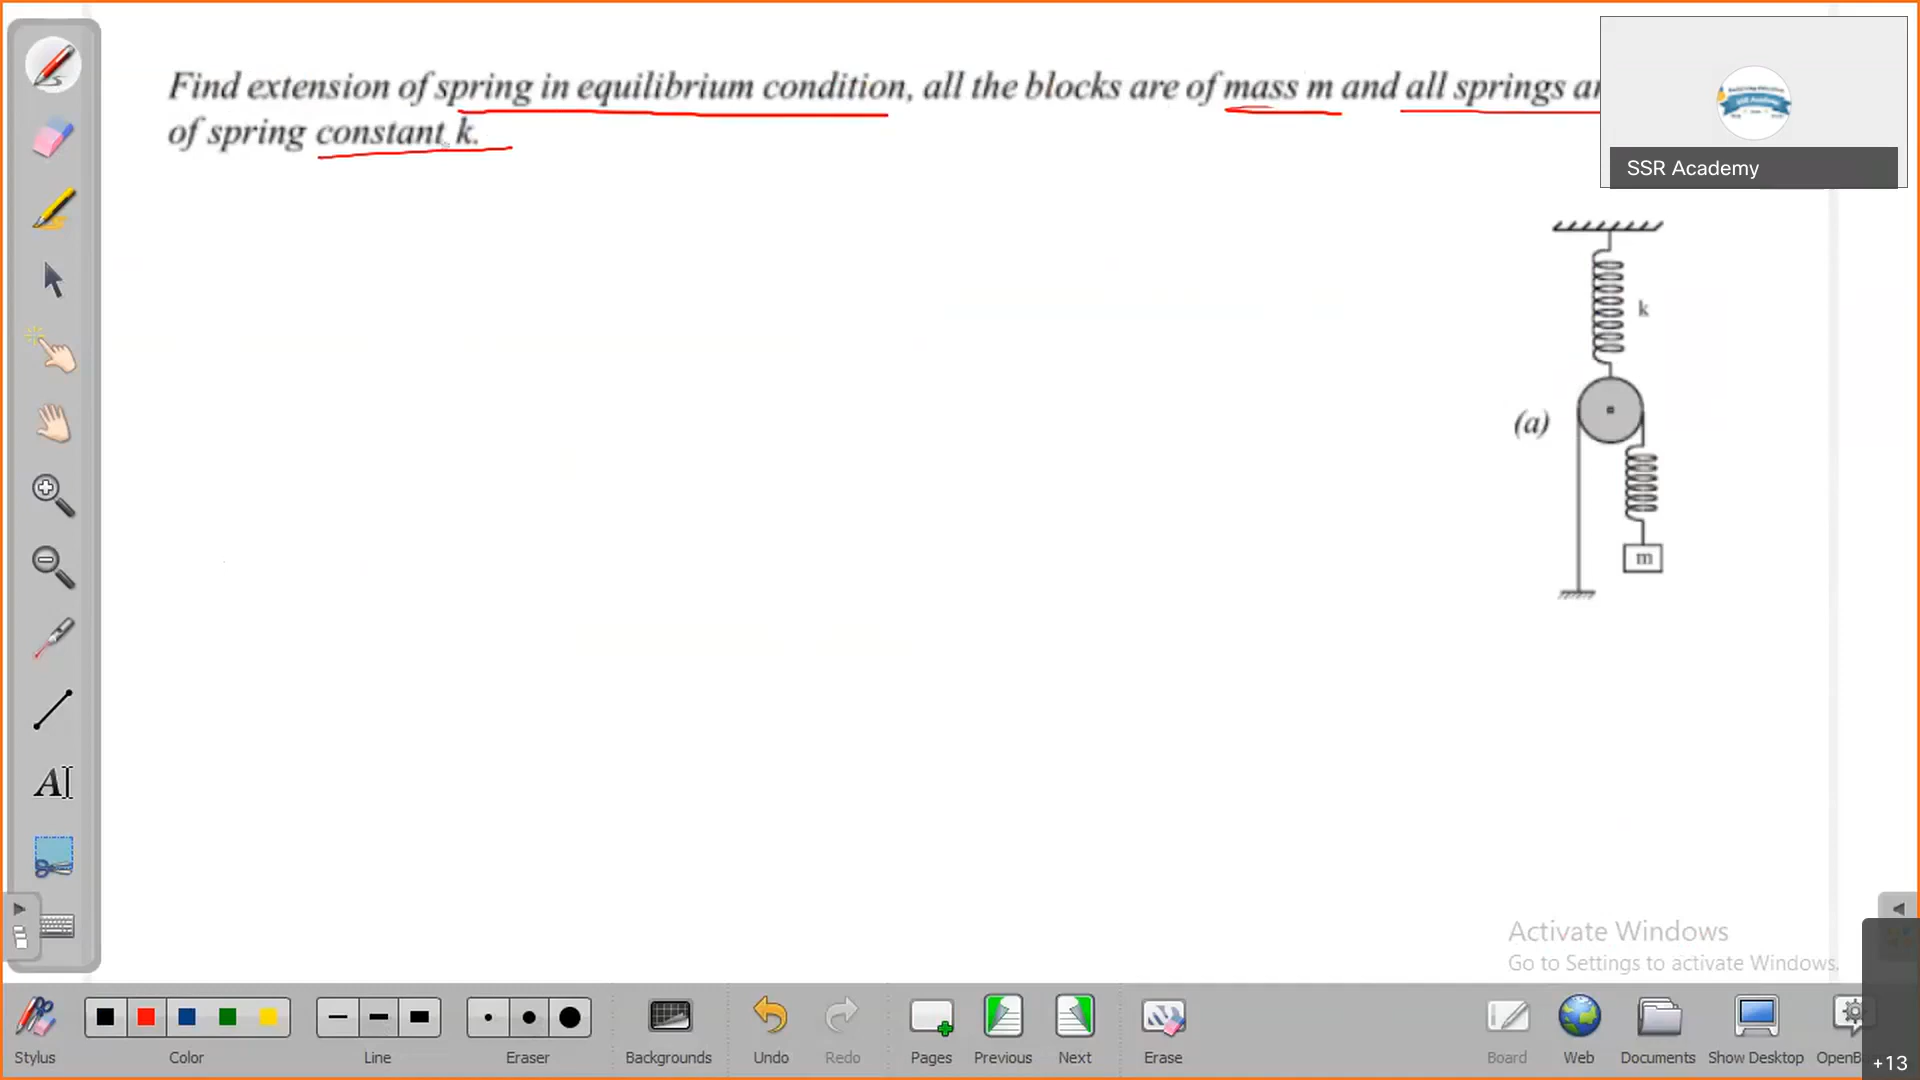 Find extension of spring in equilibrium condition, all the blocks are of mass m and all springs
of spring constant k.
SSR Academy
k
(a)
m
Activate Windows
Go to Settings to activate Windows.
Stylus
Color
Line
Eraser
Backgrounds
Undo
Redo
Pages
Previous
Next
Erase
Board
Web
Documents
Show Desktop
+13